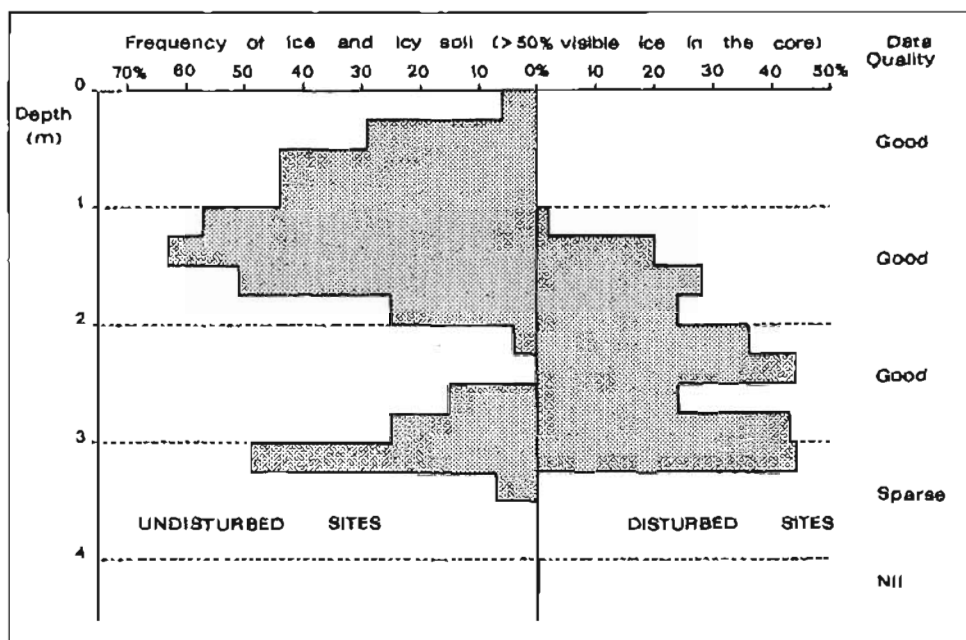 Frequency of ice and icy soil (>50% visible ice in the core)
Data
Quality
70% 60 50 40 30 20 10 0% 10 20 30 40 50%
0
Depth
(m)
Good
1
Good
2
Good
3
Sparse
UNDISTURBED SITES DISTURBED SITES
4
Nil